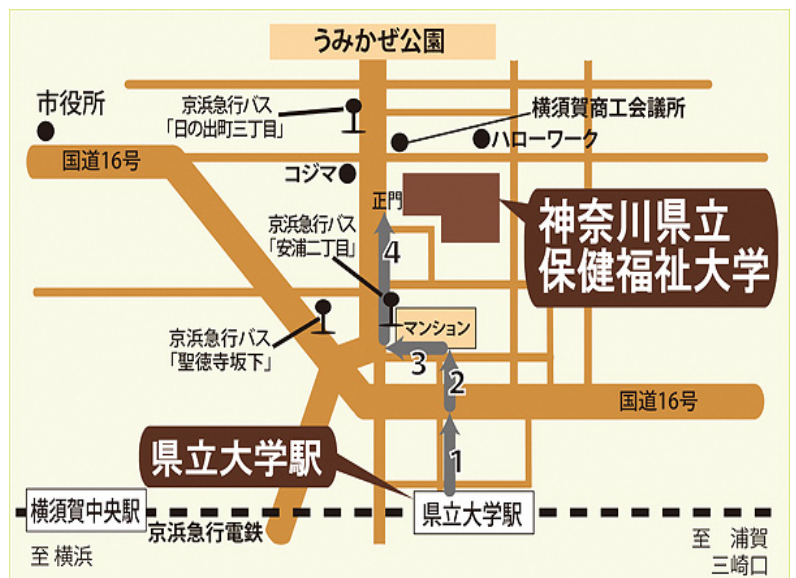 うみかぜ公園
市役所
京浜急行バス
「日の出町三丁目」
横須賀商工会議所
ハローワーク
国道16号
コジマ
正門
神奈川県立
保健福祉大学
京浜急行バス
「安浦二丁目」
4
マンション
京浜急行バス
「聖徳寺坂下」
3
2
国道16号
県立大学駅
1
横須賀中央駅
京浜急行電鉄
県立大学駅
至 横浜
至 浦賀
三崎口